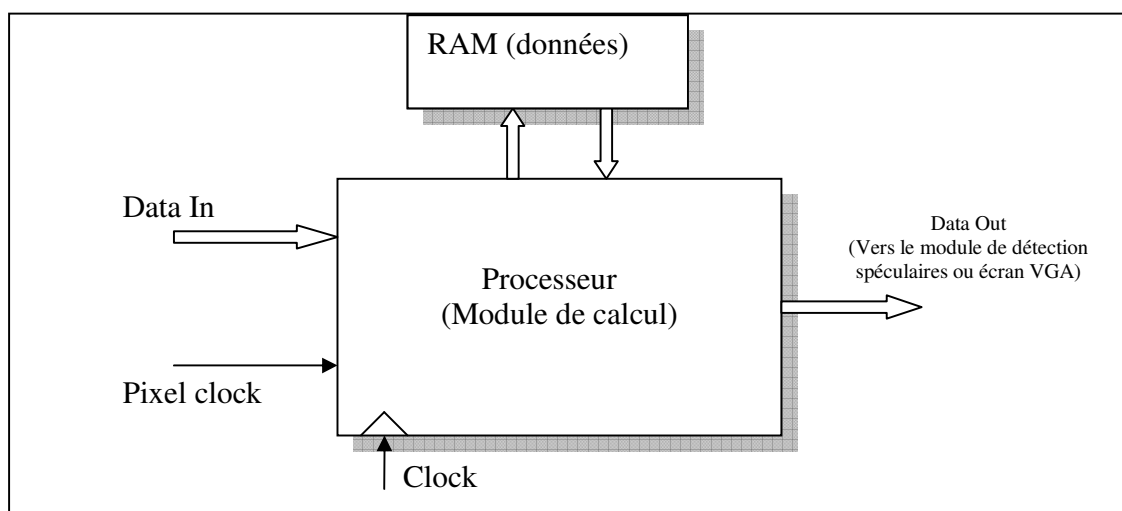 RAM (données)
Data In
Data Out
(Vers le module de détection
spéculaires ou écran VGA)
Processeur
(Module de calcul)
Pixel clock
Clock